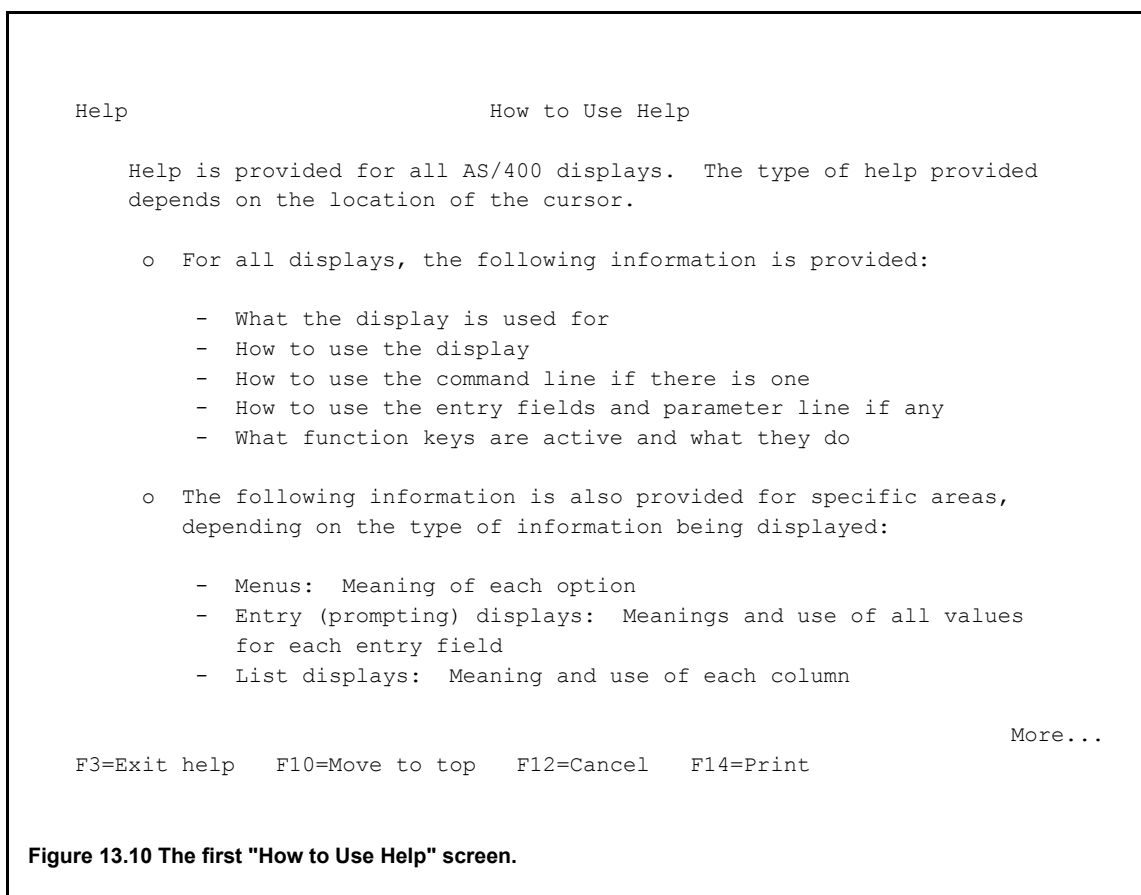 Help How to Use Help
Help is provided for all AS/400 displays. The type of help provided
depends on the location of the cursor.
o For all displays, the following information is provided:
- What the display is used for
- How to use the display
- How to use the command line if there is one
- How to use the entry fields and parameter line if any
- What function keys are active and what they do
o The following information is also provided for specific areas,
depending on the type of information being displayed:
- Menus: Meaning of each option
- Entry (prompting) displays: Meanings and use of all values
for each entry field
- List displays: Meaning and use of each column
More...
F3=Exit help F10=Move to top F12=Cancel F14=Print
Figure 13.10 The first "How to Use Help" screen.